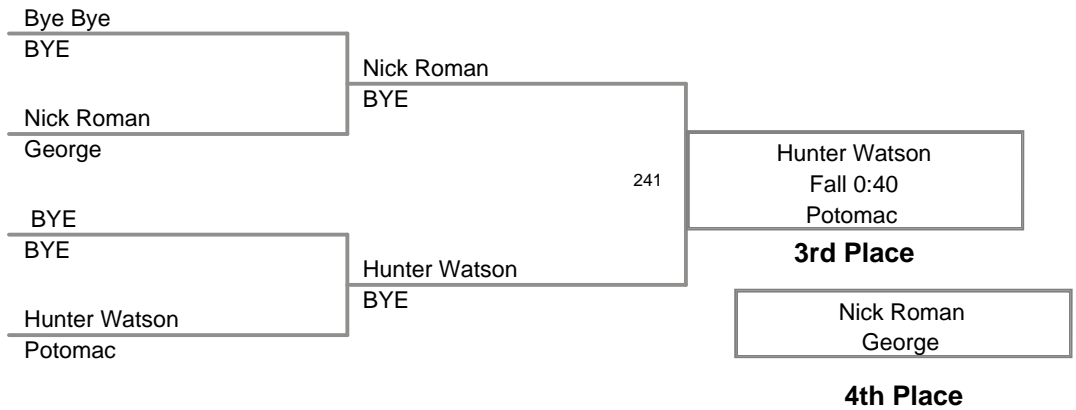 Bye Bye
BYE
Nick Roman
BYE
Nick Roman
George
241
Hunter Watson
Fall 0:40
Potomac
BYE
BYE
3rd Place
Hunter Watson
BYE
Nick Roman
George
Hunter Watson
Potomac
4th Place